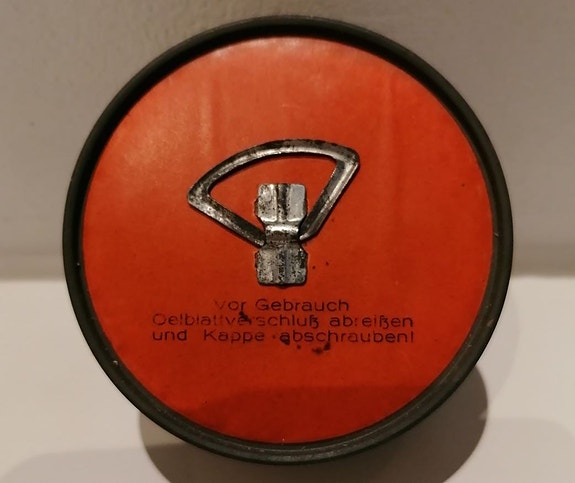 Vor Gebrauch
Oelblattverschluß abreißen
und Kappe abschrauben!